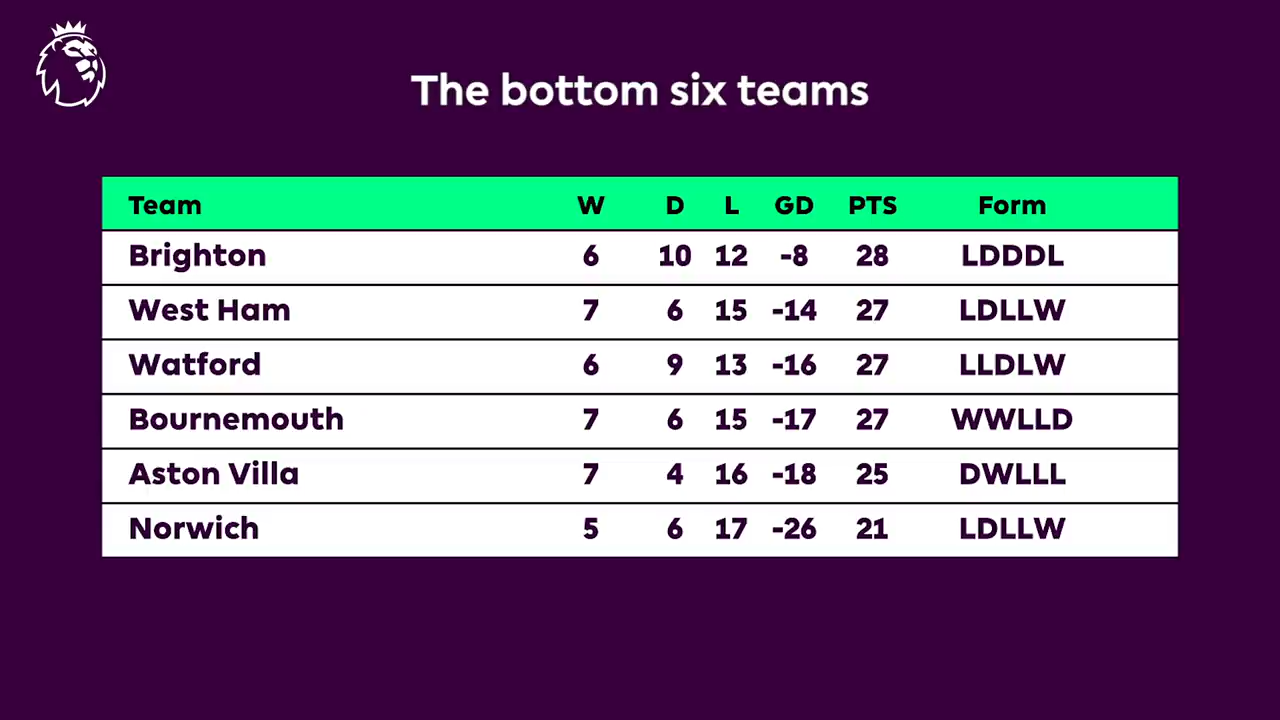 The bottom six teams
Team W D L GD PTS Form
Brighton 6 10 12 -8 28 LDDDL
West Ham 7 6 15 -14 27 LDLLW
Watford 6 9 13 -16 27 LLDLW
Bournemouth 7 6 15 -17 27 WWLLD
Aston Villa 7 4 16 -18 25 DWLLL
Norwich 5 6 17 -26 21 LDLLW